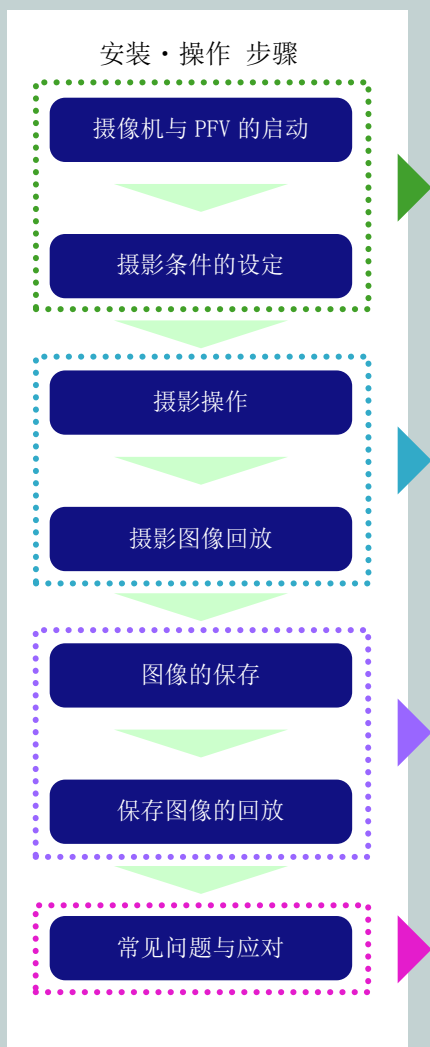 安装・操作 步骤
摄像机与 PFV 的启动
摄影条件的设定
摄影操作
摄影图像回放
图像的保存
保存图像的回放
常见问题与应对